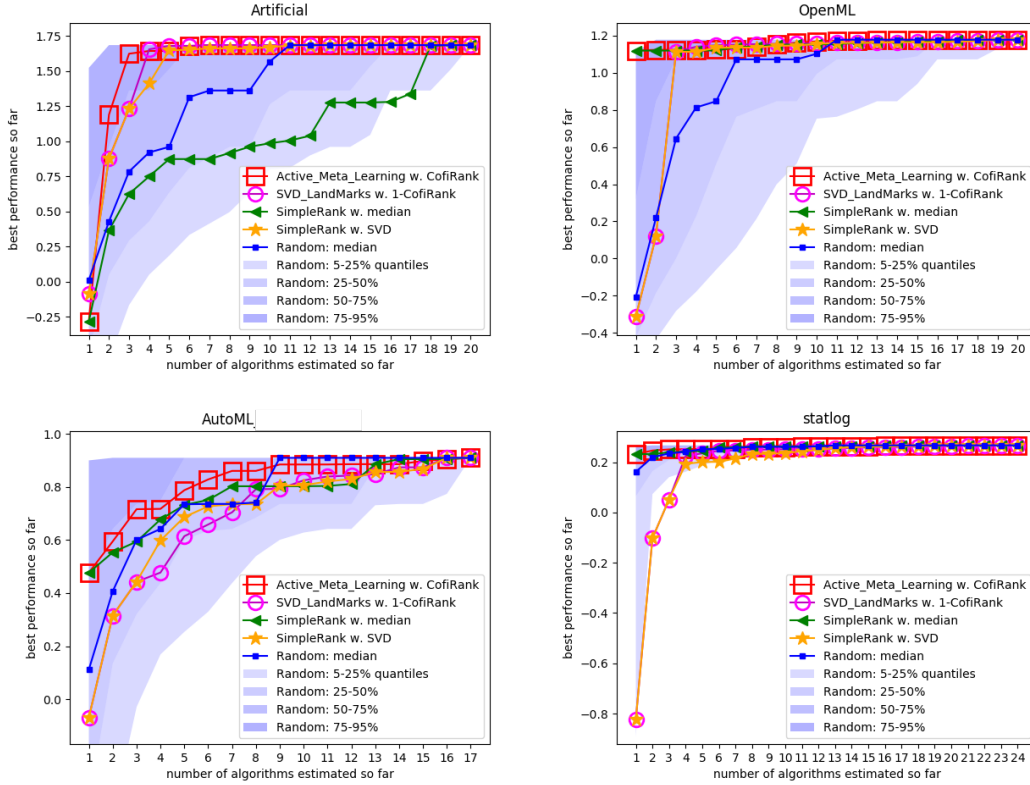 Artificial
best performance so far
1.75
1.50
1.25
1.00
0.75
0.50
0.25
0.00
−0.25
Active_Meta_Learning w. CofiRank
SVD_LandMarks w. 1-CofiRank
SimpleRank w. median
SimpleRank w. SVD
Random: median
Random: 5-25% quantiles
Random: 25-50%
Random: 50-75%
Random: 75-95%
1 2 3 4 5 6 7 8 9 10 11 12 13 14 15 16 17 18 19 20
number of algorithms estimated so far
OpenML
best performance so far
1.2
1.0
0.8
0.6
0.4
0.2
0.0
−0.2
−0.4
Active_Meta_Learning w. CofiRank
SVD_LandMarks w. 1-CofiRank
SimpleRank w. median
SimpleRank w. SVD
Random: median
Random: 5-25% quantiles
Random: 25-50%
Random: 50-75%
Random: 75-95%
1 2 3 4 5 6 7 8 9 10 11 12 13 14 15 16 17 18 19 20
number of algorithms estimated so far
AutoML
best performance so far
1.0
0.8
0.6
0.4
0.2
0.0
Active_Meta_Learning w. CofiRank
SVD_LandMarks w. 1-CofiRank
SimpleRank w. median
SimpleRank w. SVD
Random: median
Random: 5-25% quantiles
Random: 25-50%
Random: 50-75%
Random: 75-95%
1 2 3 4 5 6 7 8 9 10 11 12 13 14 15 16 17
number of algorithms estimated so far
statlog
best performance so far
0.2
0.0
−0.2
−0.4
−0.6
−0.8
Active_Meta_Learning w. CofiRank
SVD_LandMarks w. 1-CofiRank
SimpleRank w. median
SimpleRank w. SVD
Random: median
Random: 5-25% quantiles
Random: 25-50%
Random: 50-75%
Random: 75-95%
1 2 3 4 5 6 7 8 9 10 11 12 13 14 15 16 17 18 19 20 21 22 23 24
number of algorithms estimated so far